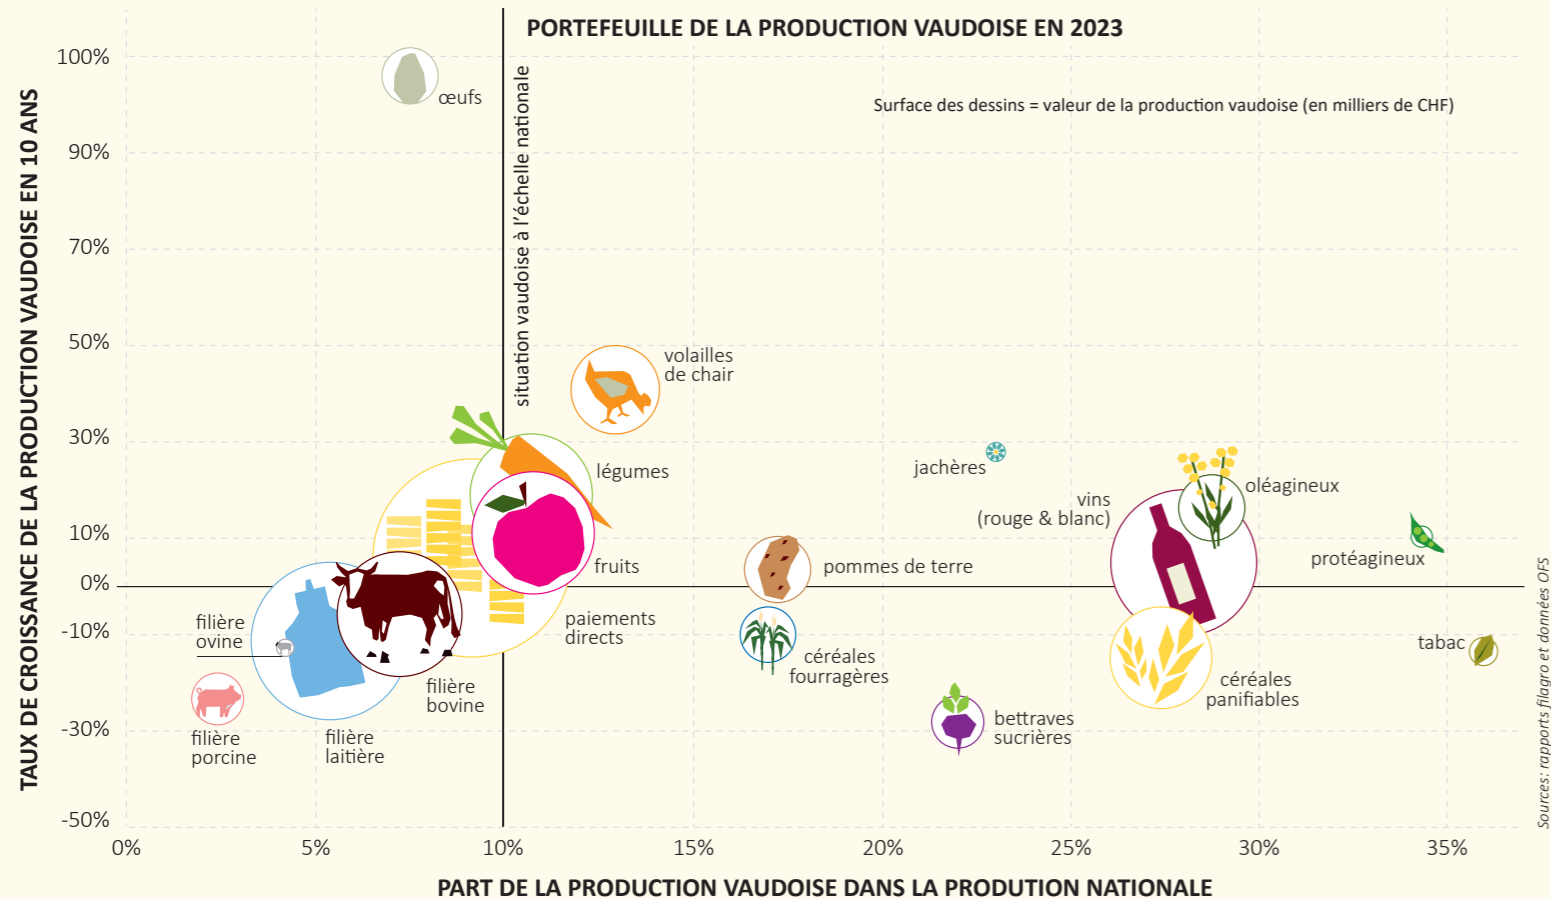 PORTEFEUILLE DE LA PRODUCTION VAUDOISE EN 2023
Surface des dessins = valeur de la production vaudoise (en milliers de CHF)
TAUX DE CROISSANCE DE LA PRODUCTION VAUDOISE EN 10 ANS
100%
90%
70%
50%
30%
10%
0%
-10%
-30%
-50%
situation vaudoise à l'échelle nationale
œufs
volailles
de chair
légumes
jachères
vins
(rouge & blanc)
oléagineux
protéagineux
fruits
pommes de terre
paiements
directs
filière
ovine
céréales
fourragères
tabac
filière
bovine
céréales
panifiables
bettraves
sucrières
filière
porcine
filière
laitière
0%
5%
10%
15%
20%
25%
30%
35%
PART DE LA PRODUCTION VAUDOISE DANS LA PRODUTION NATIONALE
Sources: rapports filagro et données OFS